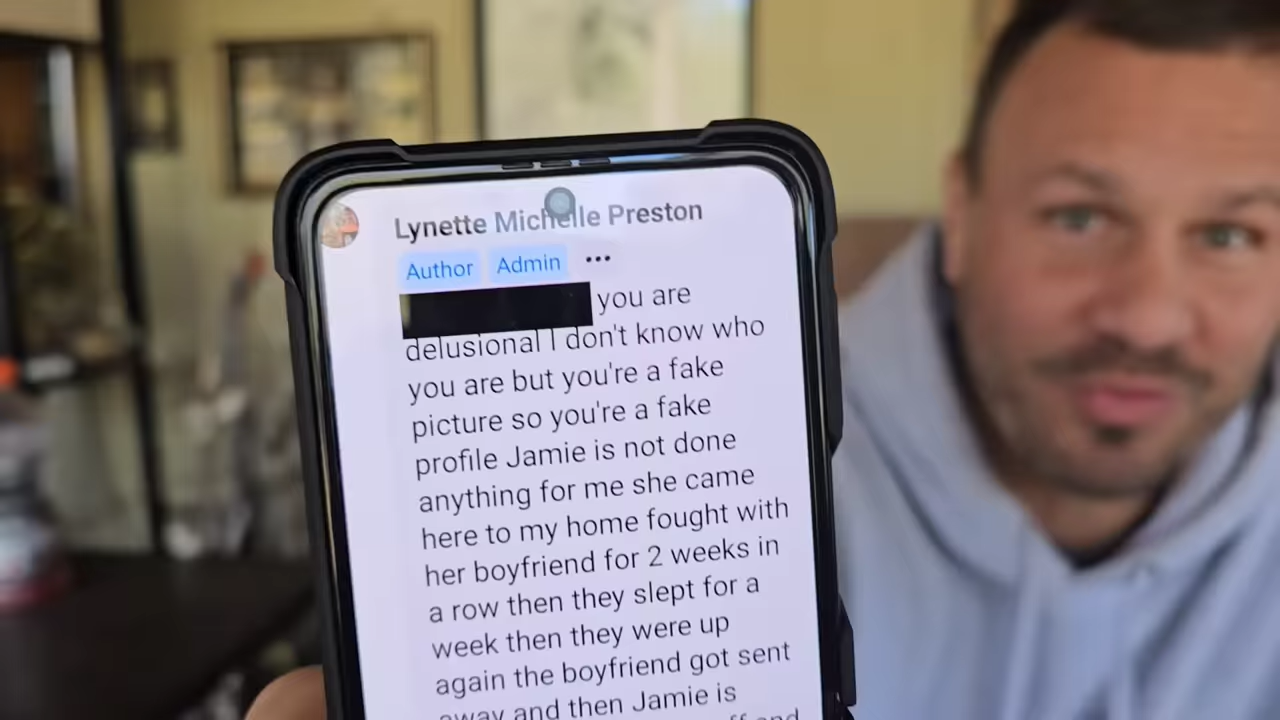 Lynette Michelle Preston
Author Admin •••
you are
delusional I don't know who
you are but you're a fake
picture so you're a fake
profile Jamie is not done
anything for me she came
here to my home fought with
her boyfriend for 2 weeks in
a row then they slept for a
week then they were up
again the boyfriend got sent
away and then Jamie is